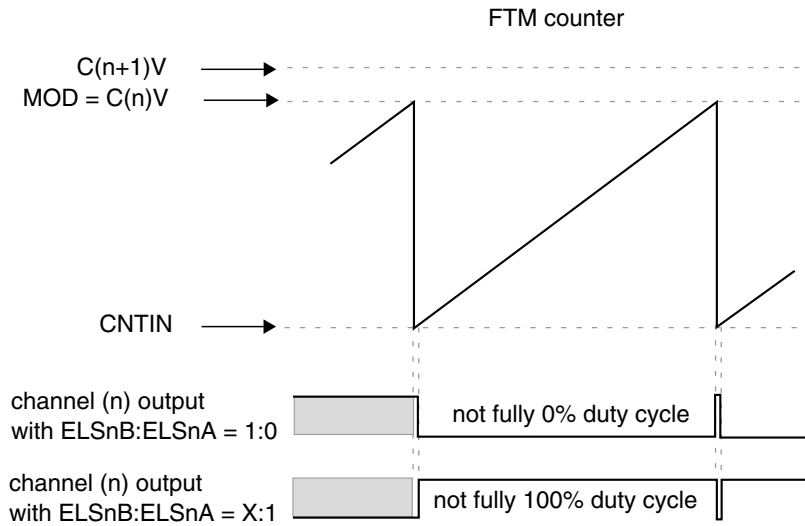 FTM counter
C(n+1)V
MOD = C(n)V
CNTIN
channel (n) output
with ELSnB:ELSnA = 1:0
not fully 0% duty cycle
channel (n) output
with ELSnB:ELSnA = X:1
not fully 100% duty cycle